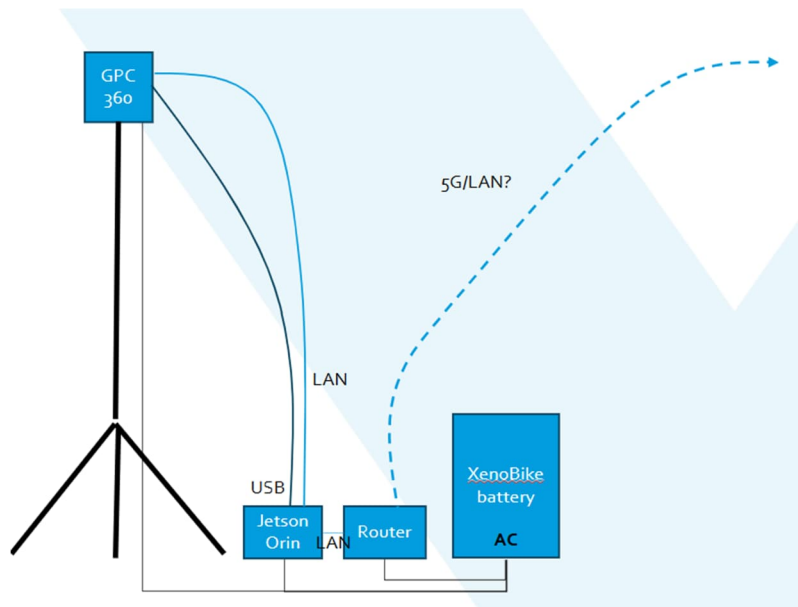 GPC
360
5G/LAN?
LAN
USB
Jetson
Orin
LAN
Router
XenoBike
battery
AC